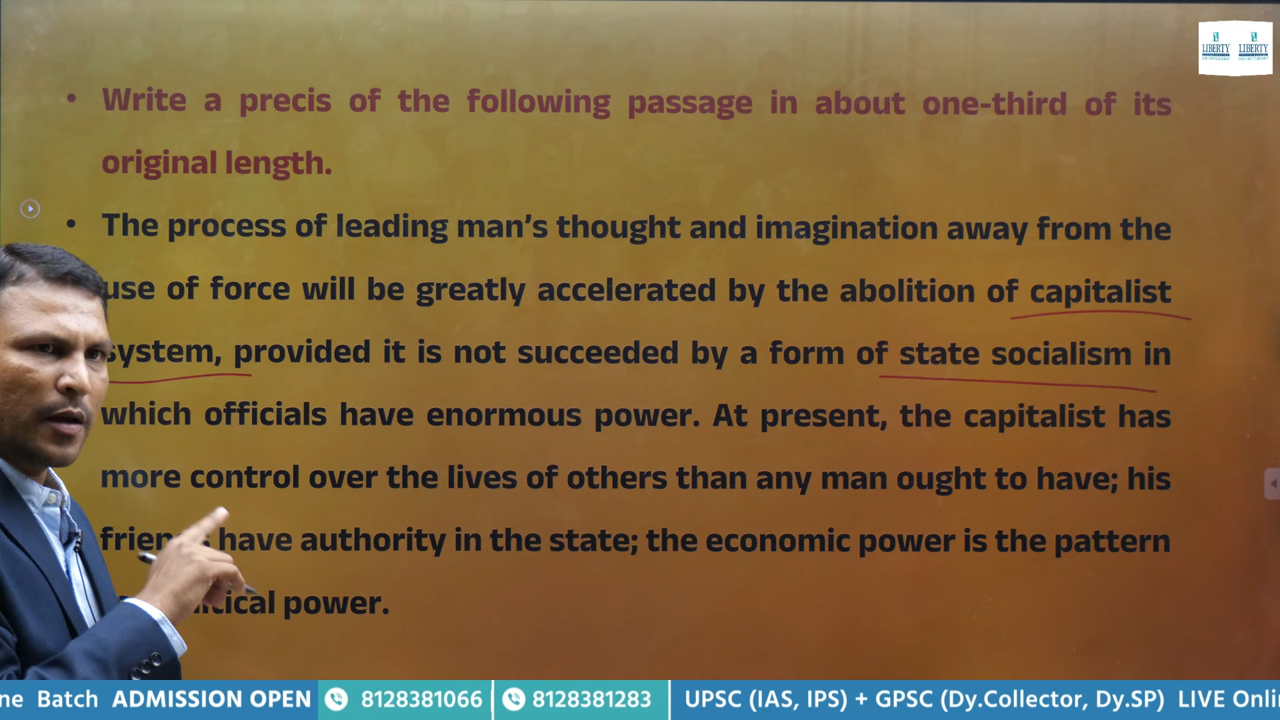 LIBERTY LIBERTY
• Write a precis of the following passage in about one-third of its
original length.
• The process of leading man's thought and imagination away from the
use of force will be greatly accelerated by the abolition of capitalist
system, provided it is not succeeded by a form of state socialism in
which officials have enormous power. At present, the capitalist has
more control over the lives of others than any man ought to have; his
have authority in the state; the economic power is the pattern
power.
ne Batch ADMISSION OPEN 8128381066 8128381283 UPSC (IAS, IPS) + GPSC (Dy.Collector, Dy.SP) LIVE Onli